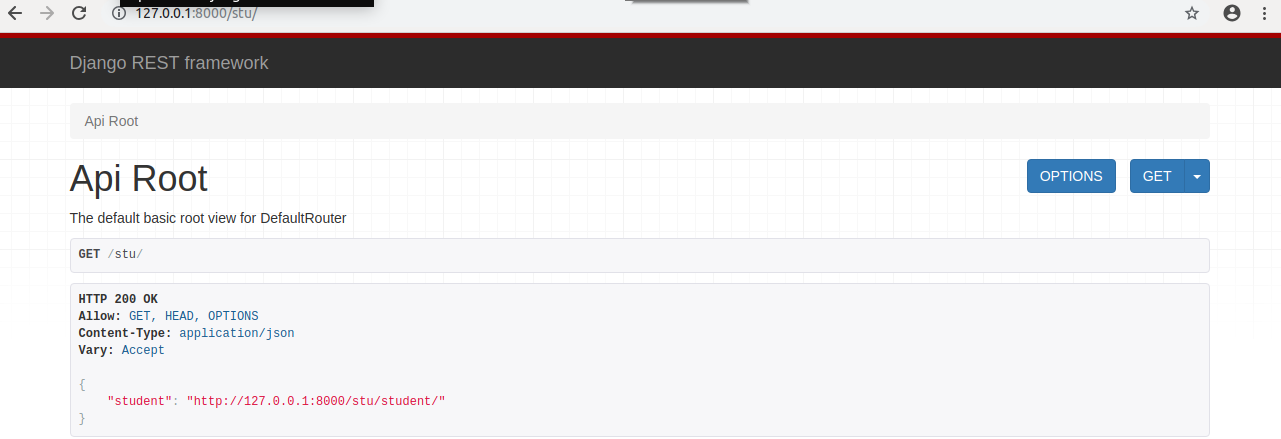 127.0.0.1:8000/stu/
Django REST framework
Api Root
Api Root
OPTIONS
GET
The default basic root view for DefaultRouter
GET /stu/
HTTP 200 OK
Allow: GET, HEAD, OPTIONS
Content-Type: application/json
Vary: Accept
{
"student": "http://127.0.0.1:8000/stu/student/"
}